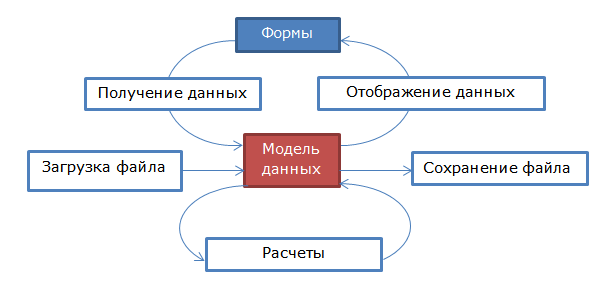 Формы
Получение данных
Отображение данных
Модель
данных
Загрузка файла
Сохранение файла
Расчеты